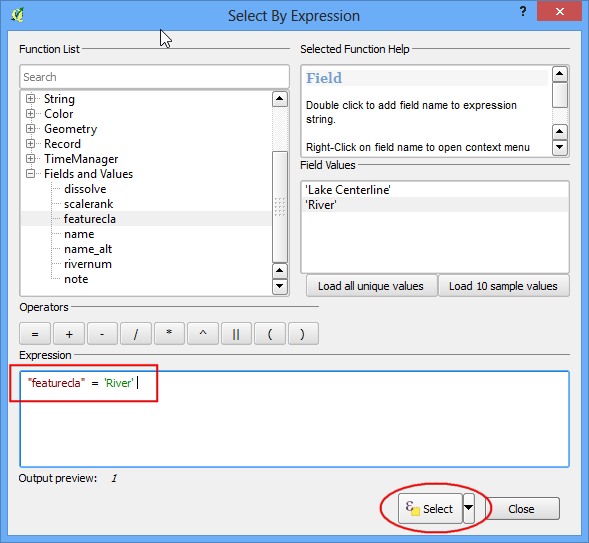 Select By Expression
?
Function List
Search
String
Color
Geometry
Record
TimeManager
Fields and Values
dissolve
scalerank
featurecla
name
name_alt
rivernum
note
Selected Function Help
Field
Double click to add field name to expression
string.
Right-Click on field name to open context menu
Field Values
'Lake Centerline'
'River'
Load all unique values
Load 10 sample values
Operators
= + - / * ^ || ( )
Expression
"featurecla" = 'River'
Output preview: 1
ε Select
Close